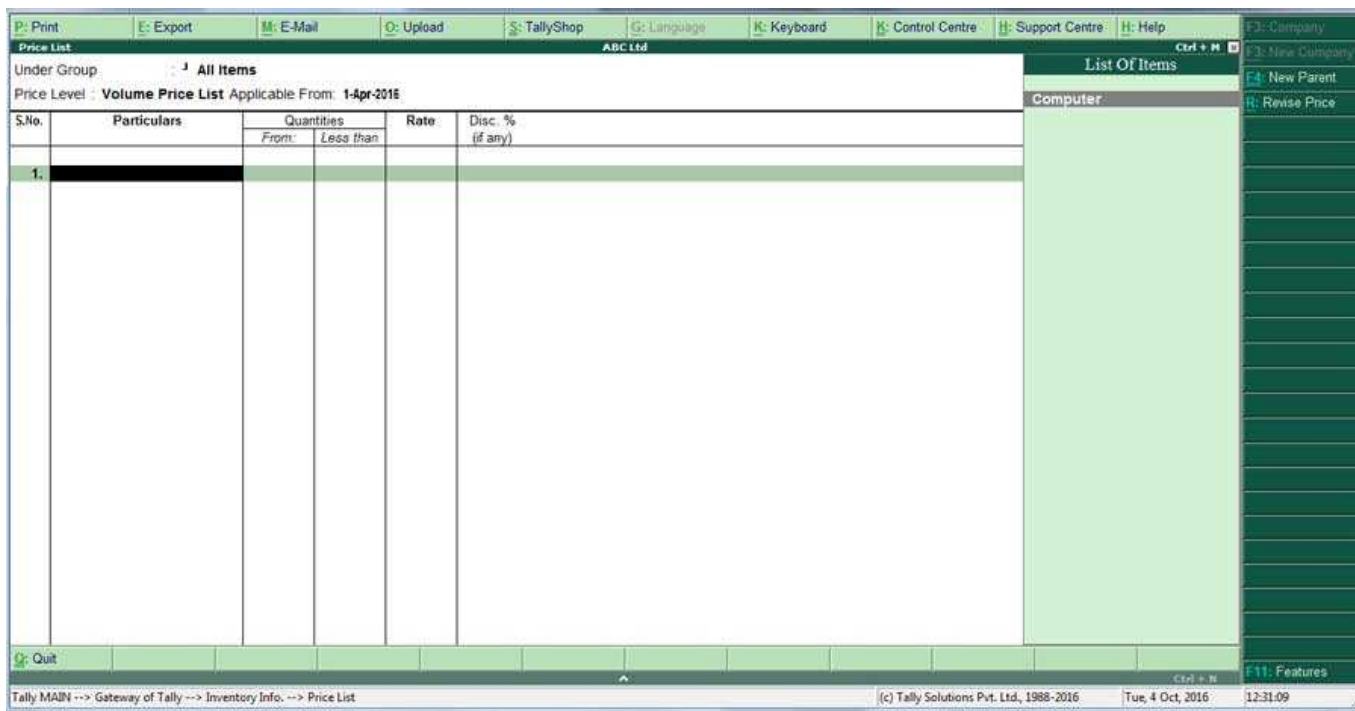 P: Print E: Export M: E-Mail O: Upload S: TallyShop G: Language K: Keyboard K: Control Centre H: Support Centre H: Help F3: Company
Price List ABC Ltd Ctrl + M F3: New Company
Under Group : ┘ All Items List Of Items F4: New Parent
Price Level : Volume Price List Applicable From: 1-Apr-2016 Computer R: Revise Price
S.No. Particulars Quantities Rate Disc. %
From: Less than (if any)
1.
Q: Quit
F11: Features
Ctrl + N
Tally MAIN --> Gateway of Tally --> Inventory Info. --> Price List (c) Tally Solutions Pvt. Ltd., 1988-2016 Tue, 4 Oct, 2016 12:31:09